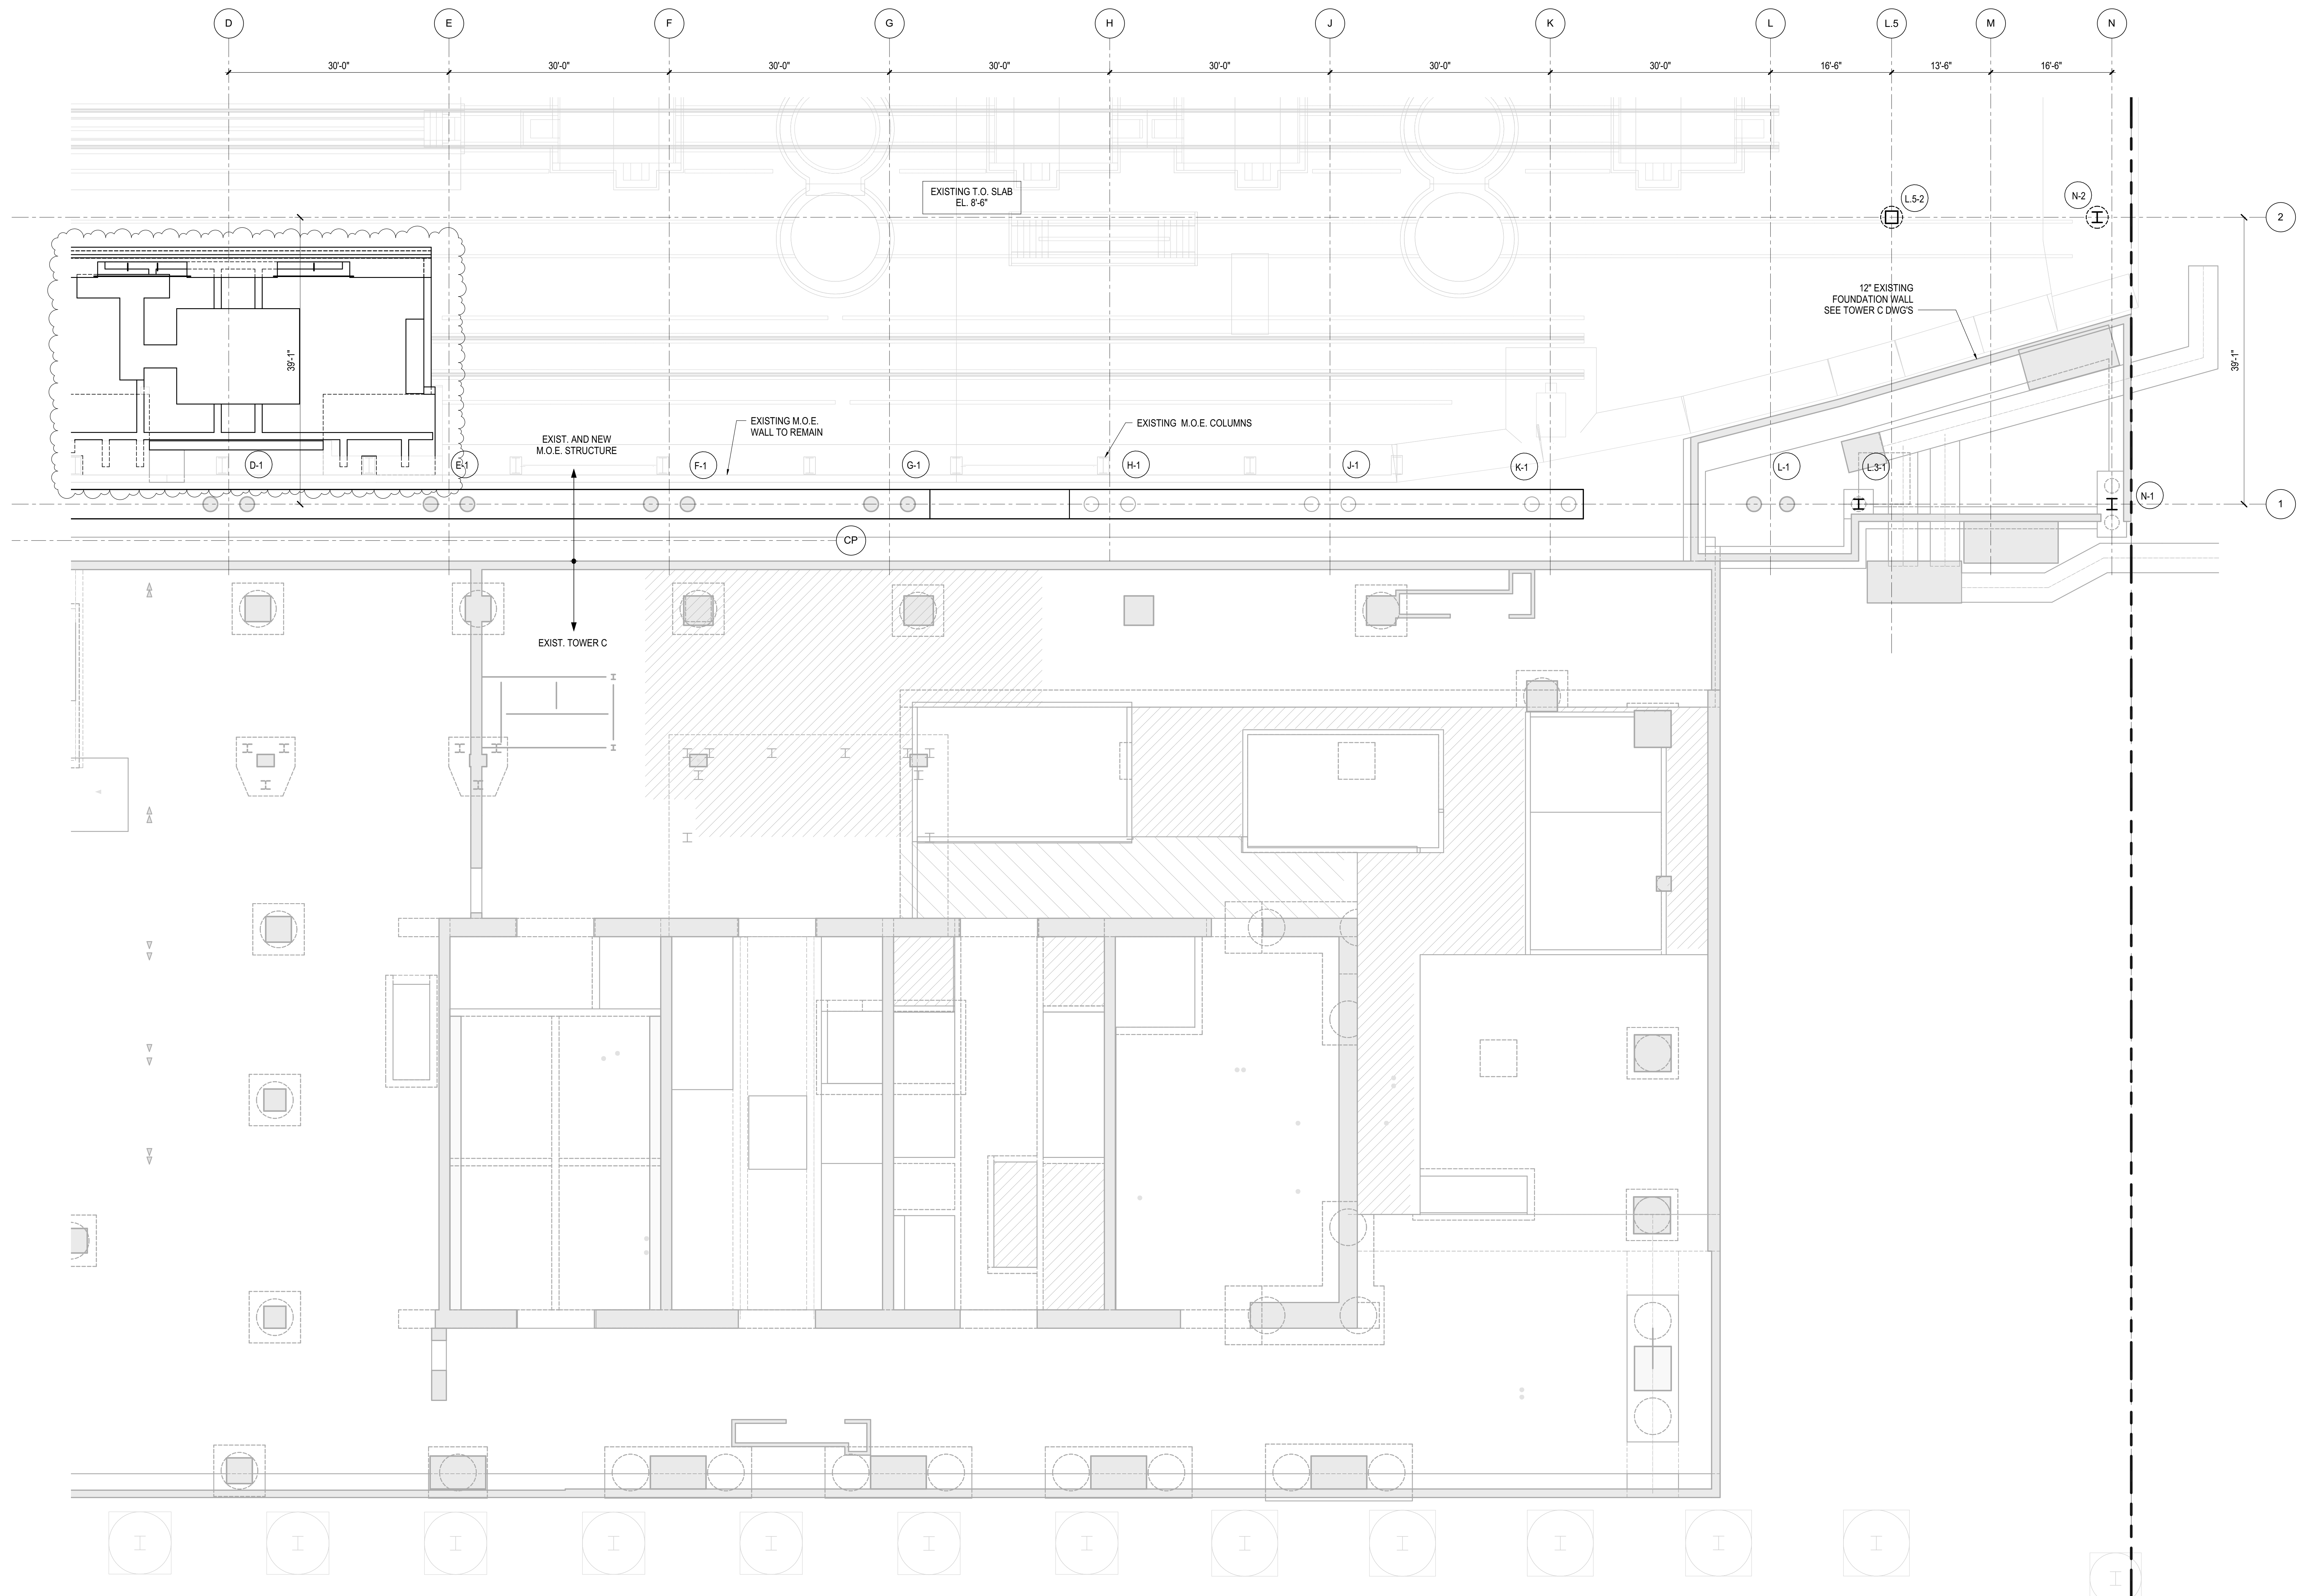 D
E
F
G
H
J
K
L
L.5
M
N
30'-0"
30'-0"
30'-0"
30'-0"
30'-0"
30'-0"
30'-0"
16'-6"
13'-6"
16'-6"
EXISTING T.O. SLAB
EL. 8'-6"
L.5-2
N-2
2
12" EXISTING
FOUNDATION WALL
SEE TOWER C DWG'S
39'-1"
39'-1"
EXISTING M.O.E.
WALL TO REMAIN
EXISTING M.O.E. COLUMNS
EXIST. AND NEW
M.O.E. STRUCTURE
D-1
E-1
F-1
G-1
H-1
J-1
K-1
L-1
L.3-1
N-1
1
CP
EXIST. TOWER C